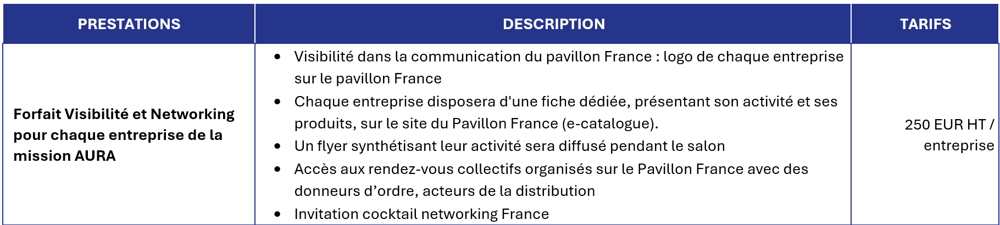 PRESTATIONS
DESCRIPTION
TARIFS
Forfait Visibilité et Networking
pour chaque entreprise de la
mission AURA
• Visibilité dans la communication du pavillon France : logo de chaque entreprise
sur le pavillon France
• Chaque entreprise disposera d'une fiche dédiée, présentant son activité et ses
produits, sur le site du Pavillon France (e-catalogue).
• Un flyer synthétisant leur activité sera diffusé pendant le salon
• Accès aux rendez-vous collectifs organisés sur le Pavillon France avec des
donneurs d’ordre, acteurs de la distribution
• Invitation cocktail networking France
250 EUR HT /
entreprise